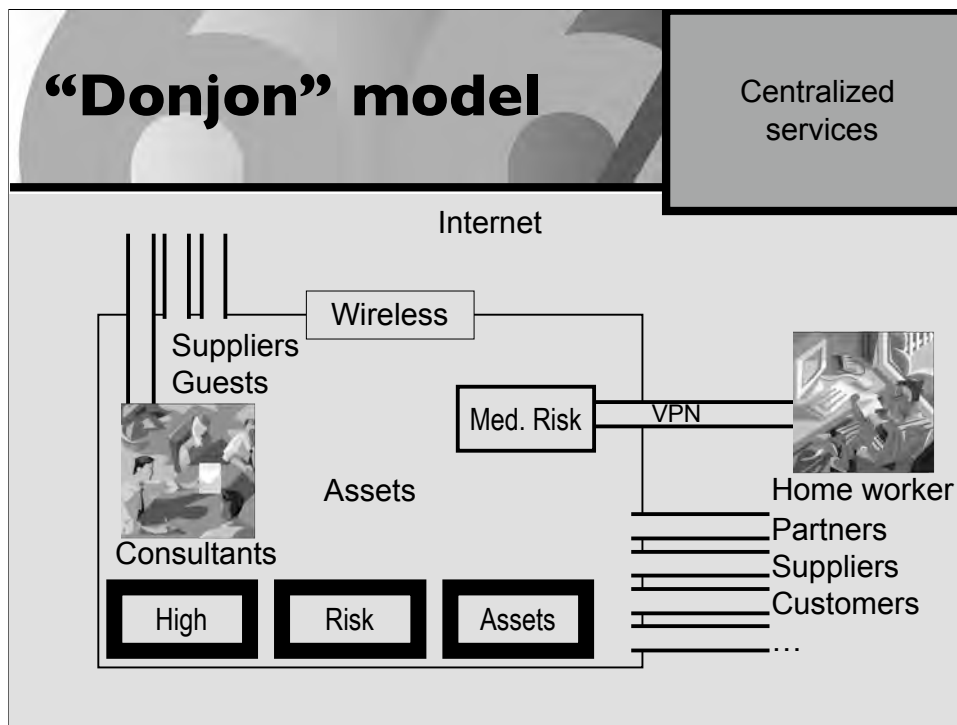 “Donjon” model
Centralized
services
Internet
Wireless
Suppliers
Guests
Med. Risk
VPN
Assets
Consultants
Home worker
Partners
Suppliers
Customers
…
High
Risk
Assets